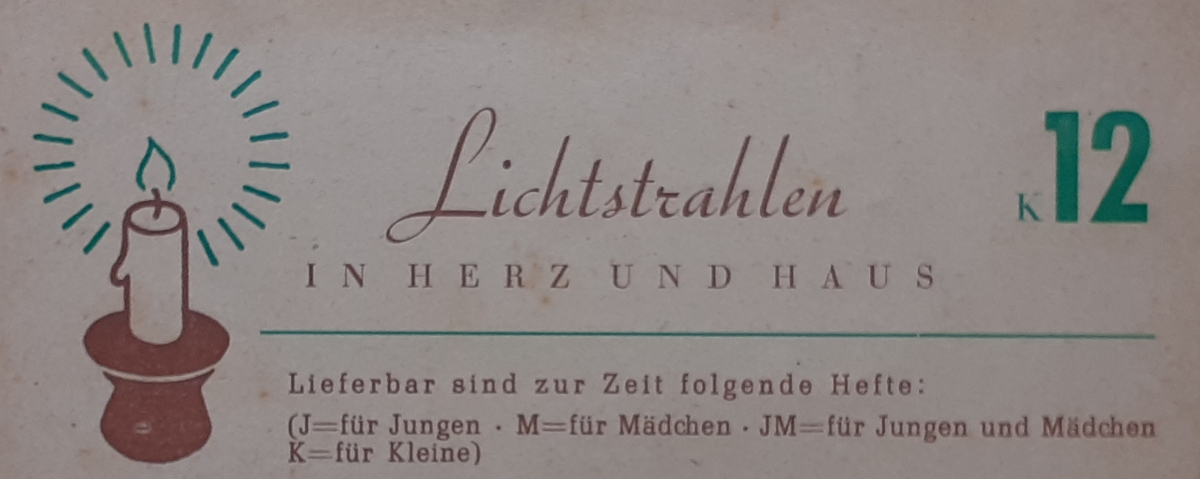 Lichtstrahlen
K12
IN HERZ UND HAUS
Lieferbar sind zur Zeit folgende Hefte:
(J=für Jungen · M=für Mädchen · JM=für Jungen und Mädchen
K=für Kleine)